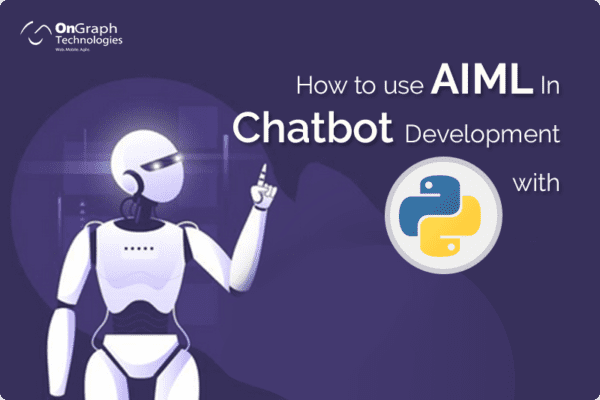 OnGraph
Technologies
Web.Mobile.Agile
How to use AIML In
Chatbot Development
with